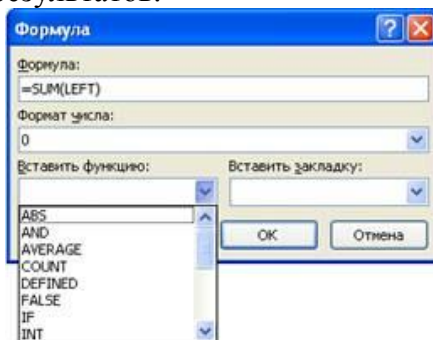 Формула
Формула:
=SUM(LEFT)
Формат числа:
0
Вставить функцию: Вставить закладку:
ABS
AND
AVERAGE
COUNT
DEFINED
FALSE
IF
INT
ОК Отмена